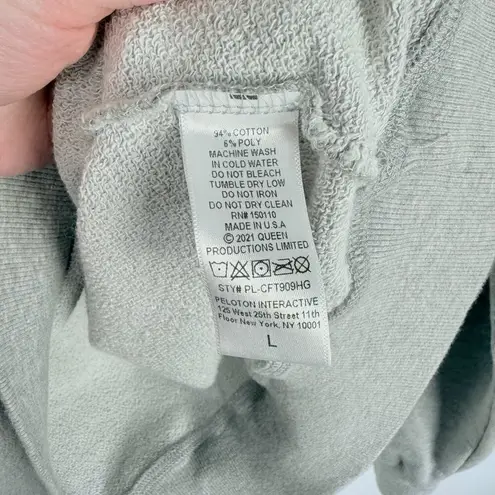 94% COTTON
6% POLY
MACHINE WASH
IN COLD WATER
DO NOT BLEACH
TUMBLE DRY LOW
DO NOT IRON
DO NOT DRY CLEAN
RN# 150110
MADE IN U.S.A
© 2021 QUEEN
PRODUCTIONS LIMITED
STY# PL-CFT909HG
PELOTON INTERACTIVE
125 West 25th Street 11th
Floor New York, NY 10001
L